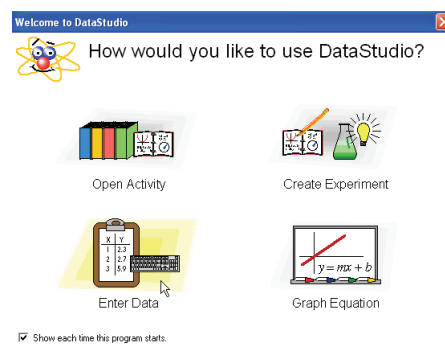 Welcome to DataStudio
How would you like to use DataStudio?
Open Activity
Create Experiment
X Y
1 2.3
2 2.7
3 5.9
y = mx + b
Enter Data
Graph Equation
Show each time this program starts.